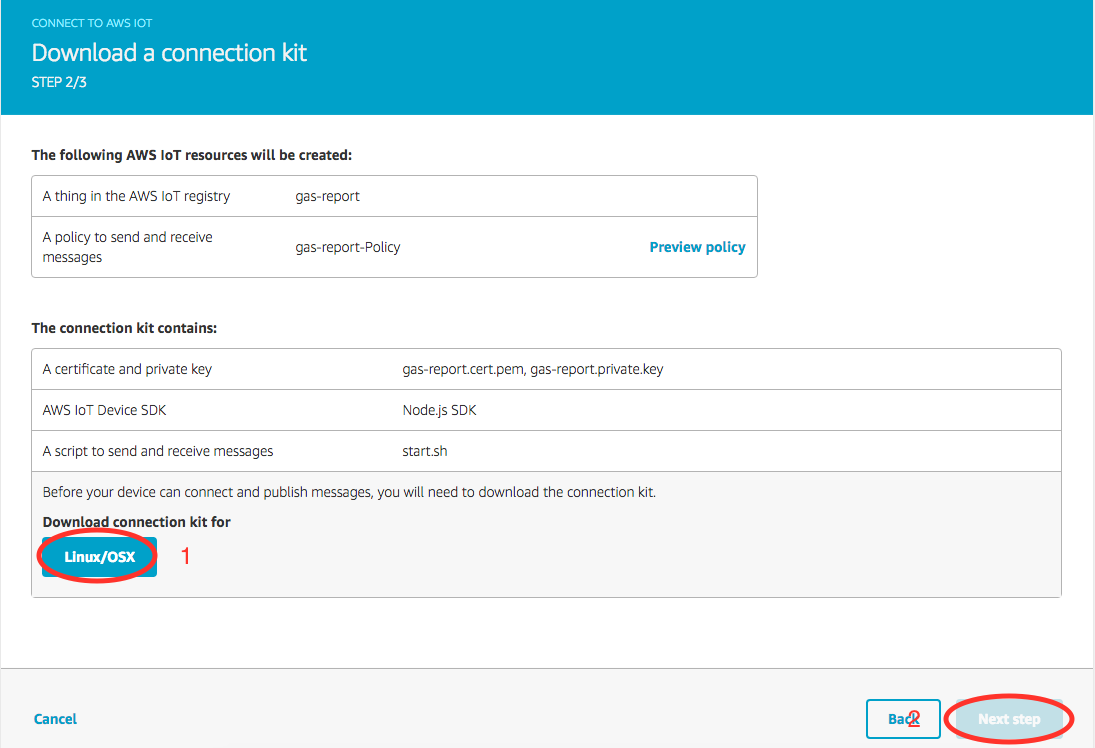 CONNECT TO AWS IOT
Download a connection kit
STEP 2/3
The following AWS IoT resources will be created:
A thing in the AWS IoT registry gas-report
A policy to send and receive
messages
gas-report-Policy
Preview policy
The connection kit contains:
A certificate and private key gas-report.cert.pem, gas-report.private.key
AWS IoT Device SDK Node.js SDK
A script to send and receive messages start.sh
Before your device can connect and publish messages, you will need to download the connection kit.
Download connection kit for
Linux/OSX 1
Cancel Back 2 Next step